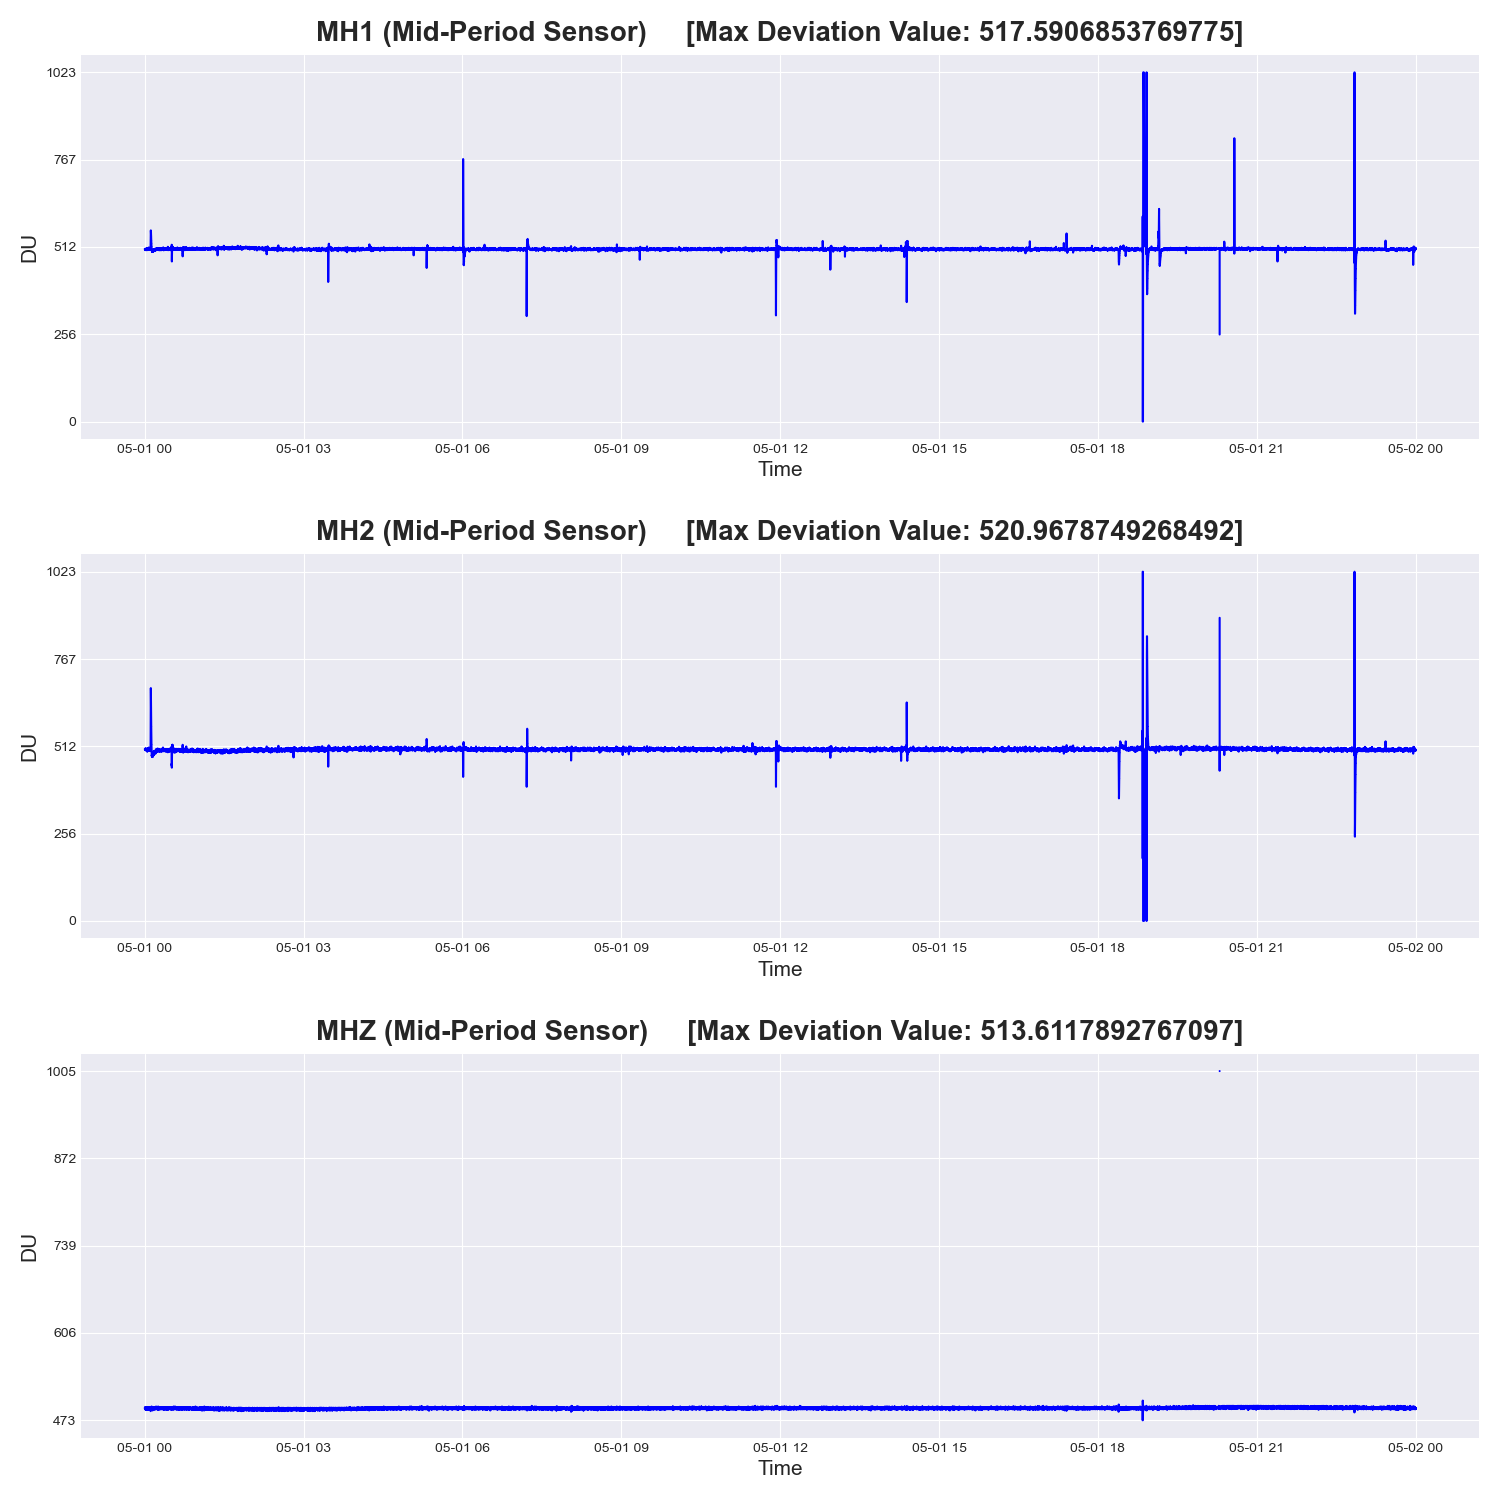 MH1 (Mid-Period Sensor) [Max Deviation Value: 517.5906853769775]
1023
767
512
256
0
DU
05-01 00 05-01 03 05-01 06 05-01 09 05-01 12 05-01 15 05-01 18 05-01 21 05-02 00
Time
MH2 (Mid-Period Sensor) [Max Deviation Value: 520.9678749268492]
1023
767
512
256
0
DU
05-01 00 05-01 03 05-01 06 05-01 09 05-01 12 05-01 15 05-01 18 05-01 21 05-02 00
Time
MHZ (Mid-Period Sensor) [Max Deviation Value: 513.6117892767097]
1005
872
739
606
473
DU
05-01 00 05-01 03 05-01 06 05-01 09 05-01 12 05-01 15 05-01 18 05-01 21 05-02 00
Time